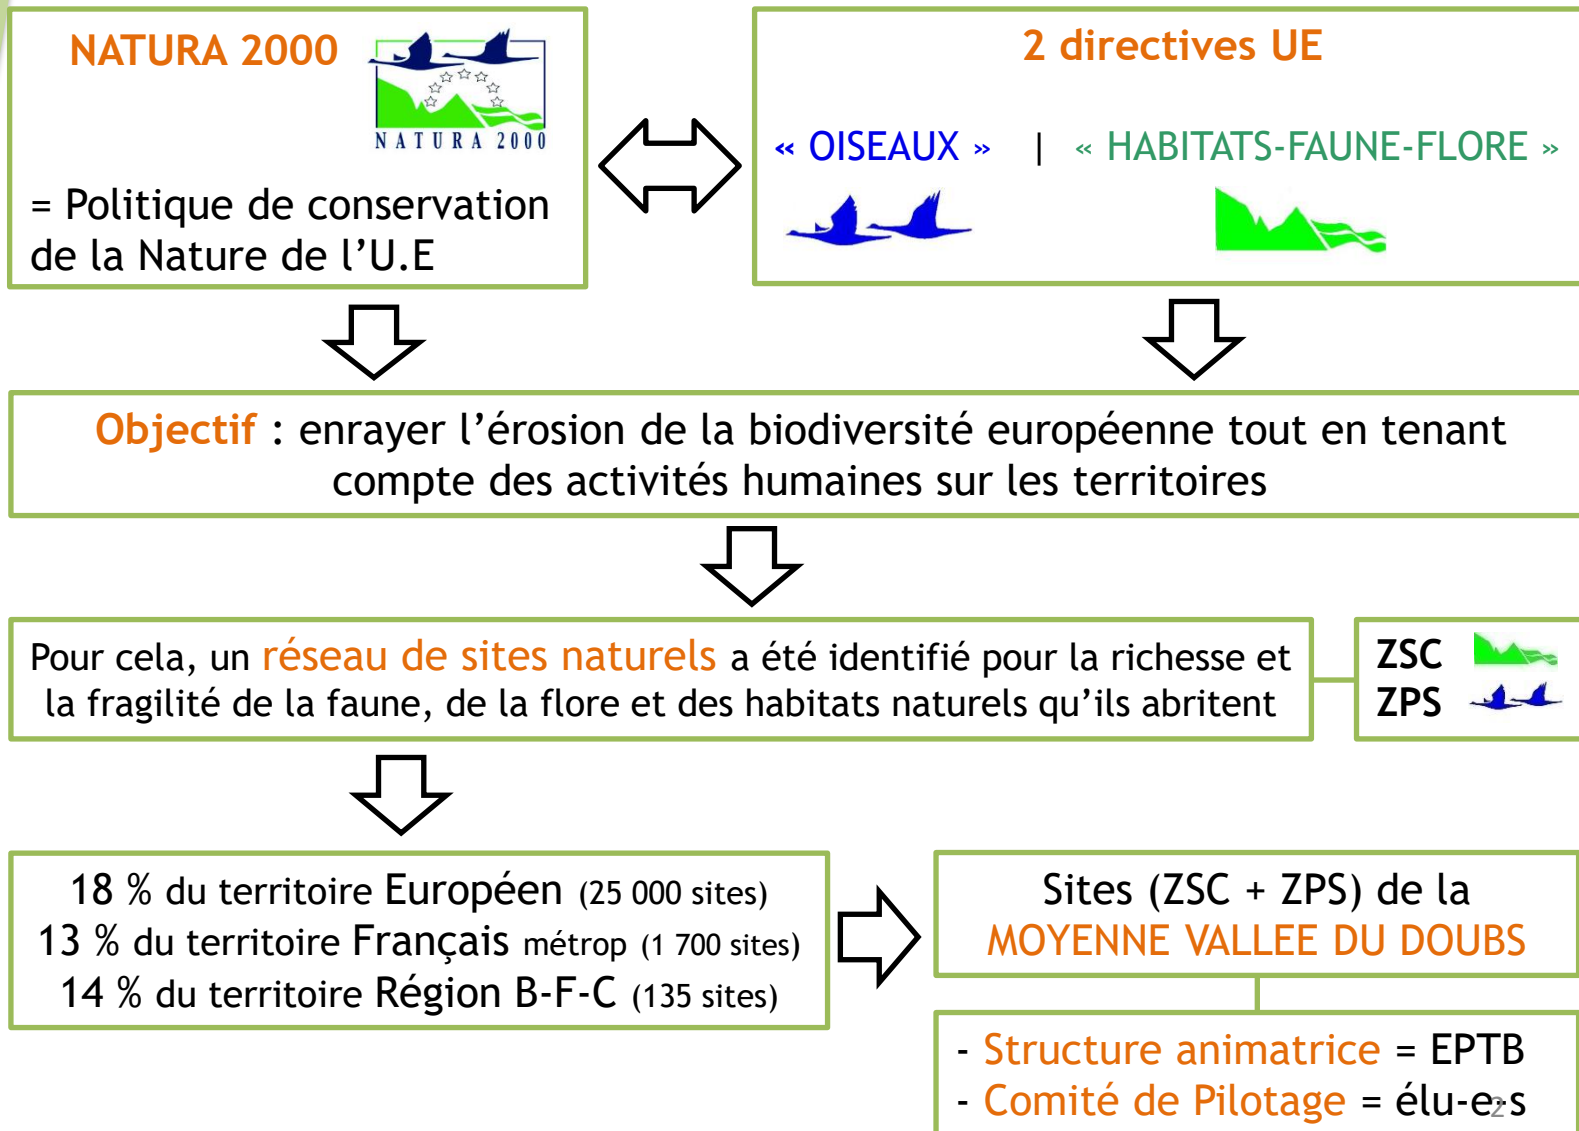 NATURA 2000
NATURA 2000
= Politique de conservation
de la Nature de l’U.E
2 directives UE
« OISEAUX » | « HABITATS-FAUNE-FLORE »
Objectif : enrayer l’érosion de la biodiversité européenne tout en tenant
compte des activités humaines sur les territoires
Pour cela, un réseau de sites naturels a été identifié pour la richesse et
la fragilité de la faune, de la flore et des habitats naturels qu’ils abritent
ZSC
ZPS
18 % du territoire Européen (25 000 sites)
13 % du territoire Français métrop (1 700 sites)
14 % du territoire Région B-F-C (135 sites)
Sites (ZSC + ZPS) de la
MOYENNE VALLEE DU DOUBS
- Structure animatrice = EPTB
- Comité de Pilotage = élu-e-s
2